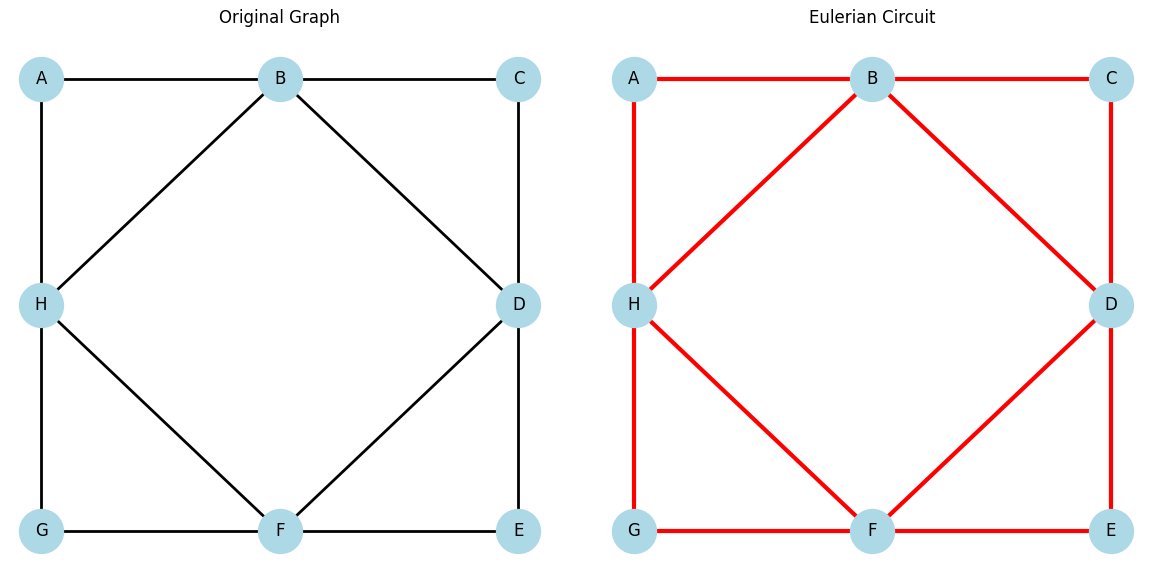 Original Graph
Eulerian Circuit
A B C
A B C
H D
H D
G F E
G F E